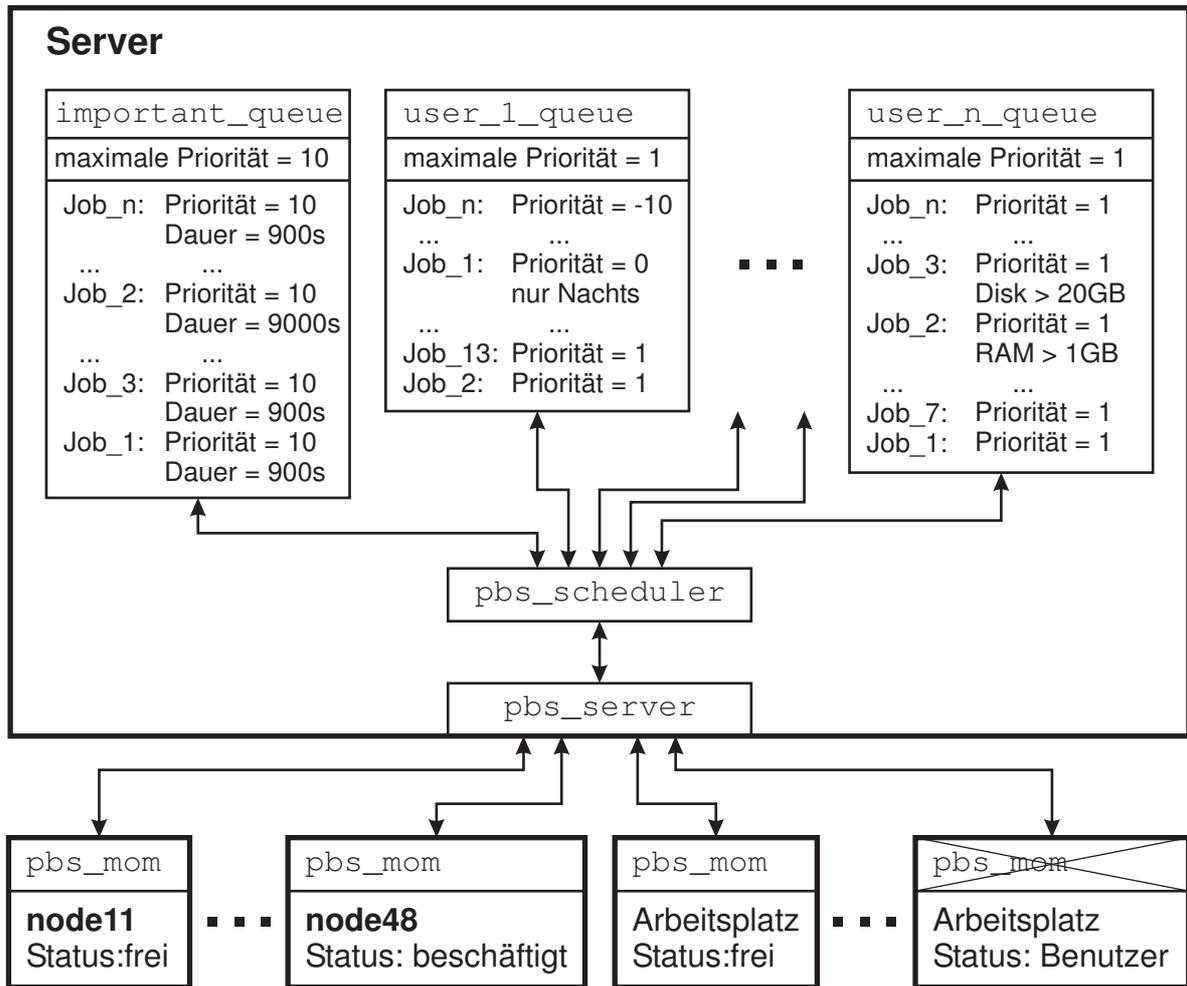 Server
important_queue
maximale Priorität = 10
Job_n: Priorität = 10
Dauer = 900s
... ...
Job_2: Priorität = 10
Dauer = 9000s
... ...
Job_3: Priorität = 10
Dauer = 900s
Job_1: Priorität = 10
Dauer = 900s
user_1_queue
maximale Priorität = 1
Job_n: Priorität = -10
... ...
Job_1: Priorität = 0
nur Nachts
... ...
Job_13: Priorität = 1
Job_2: Priorität = 1
user_n_queue
maximale Priorität = 1
Job_n: Priorität = 1
... ...
Job_3: Priorität = 1
Disk > 20GB
Job_2: Priorität = 1
RAM > 1GB
... ...
Job_7: Priorität = 1
Job_1: Priorität = 1
pbs_scheduler
pbs_server
pbs_mom
node11
Status:frei
pbs_mom
node48
Status: beschäftigt
pbs_mom
Arbeitsplatz
Status:frei
pbs_mom
Arbeitsplatz
Status: Benutzer